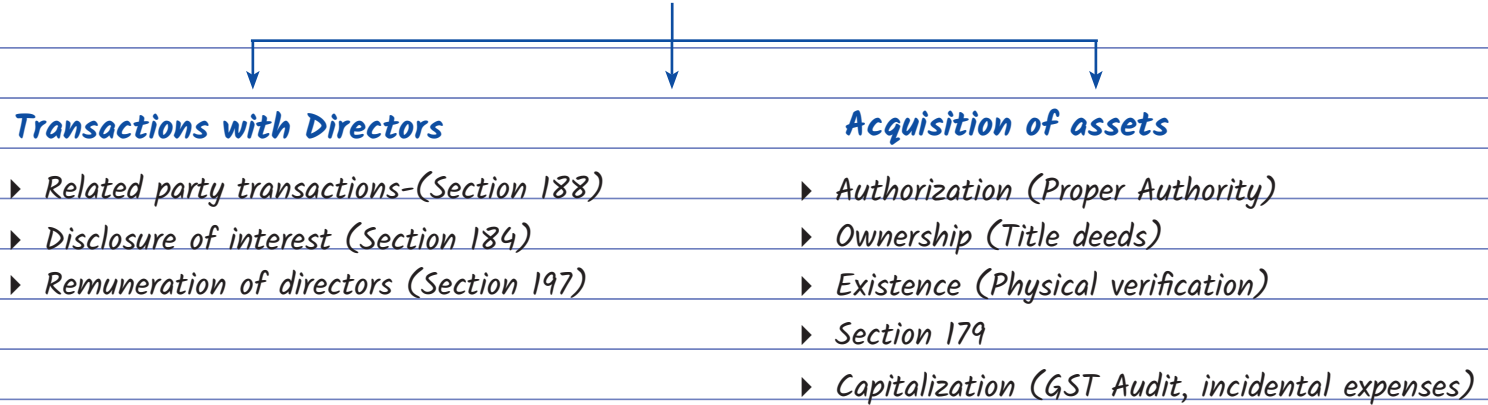 Transactions with Directors
Related party transactions-(Section 188)
Disclosure of interest (Section 184)
Remuneration of directors (Section 197)
Acquisition of assets
Authorization (Proper Authority)
Ownership (Title deeds)
Existence (Physical verification)
Section 179
Capitalization (GST Audit, incidental expenses)